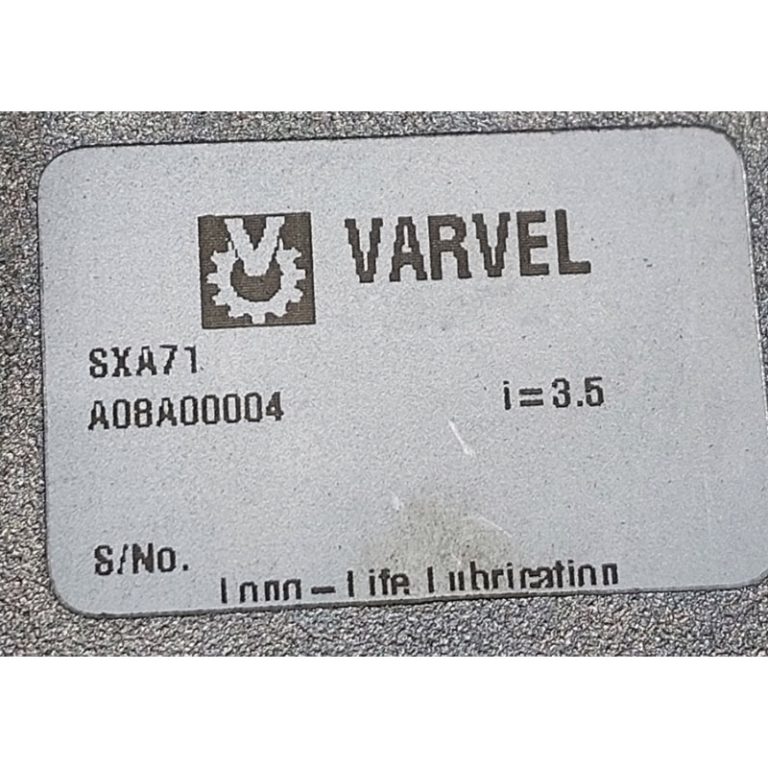 VARVEL
SXA71
A08A00004
i=3.5
S/No.
Long-Life Lubrication